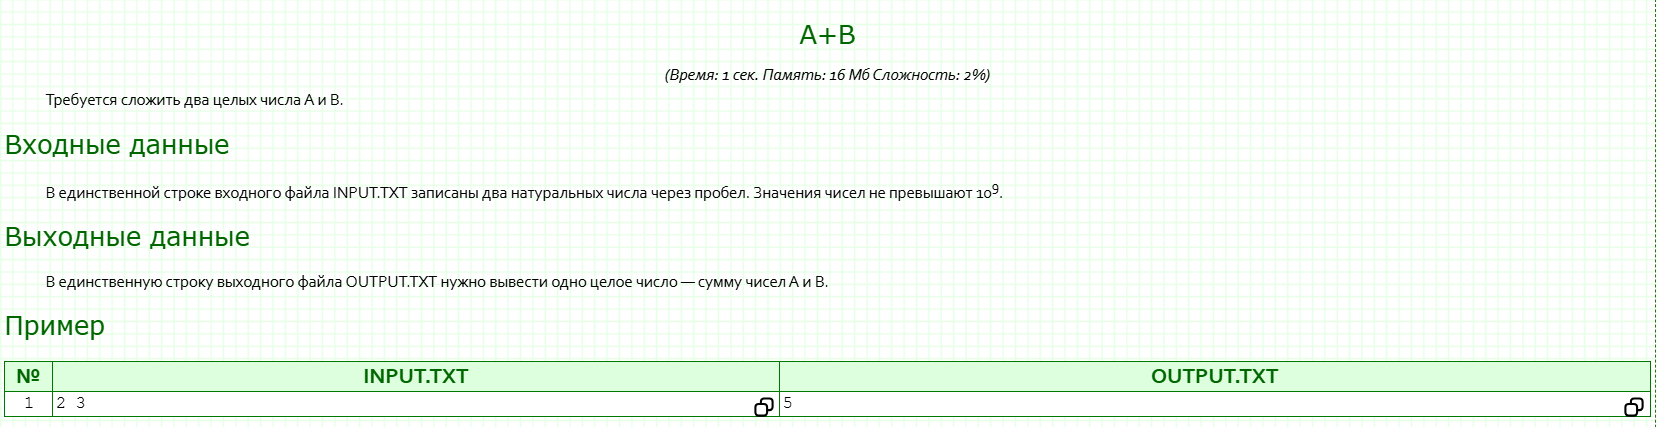 A+B
(Время: 1 сек. Память: 16 Мб Сложность: 2%)
Требуется сложить два целых числа А и В.
Входные данные
В единственной строке входного файла INPUT.TXT записаны два натуральных числа через пробел. Значения чисел не превышают 10⁹.
Выходные данные
В единственную строку выходного файла OUTPUT.TXT нужно вывести одно целое число — сумму чисел А и В.
Пример
№ INPUT.TXT OUTPUT.TXT
1 2 3 5